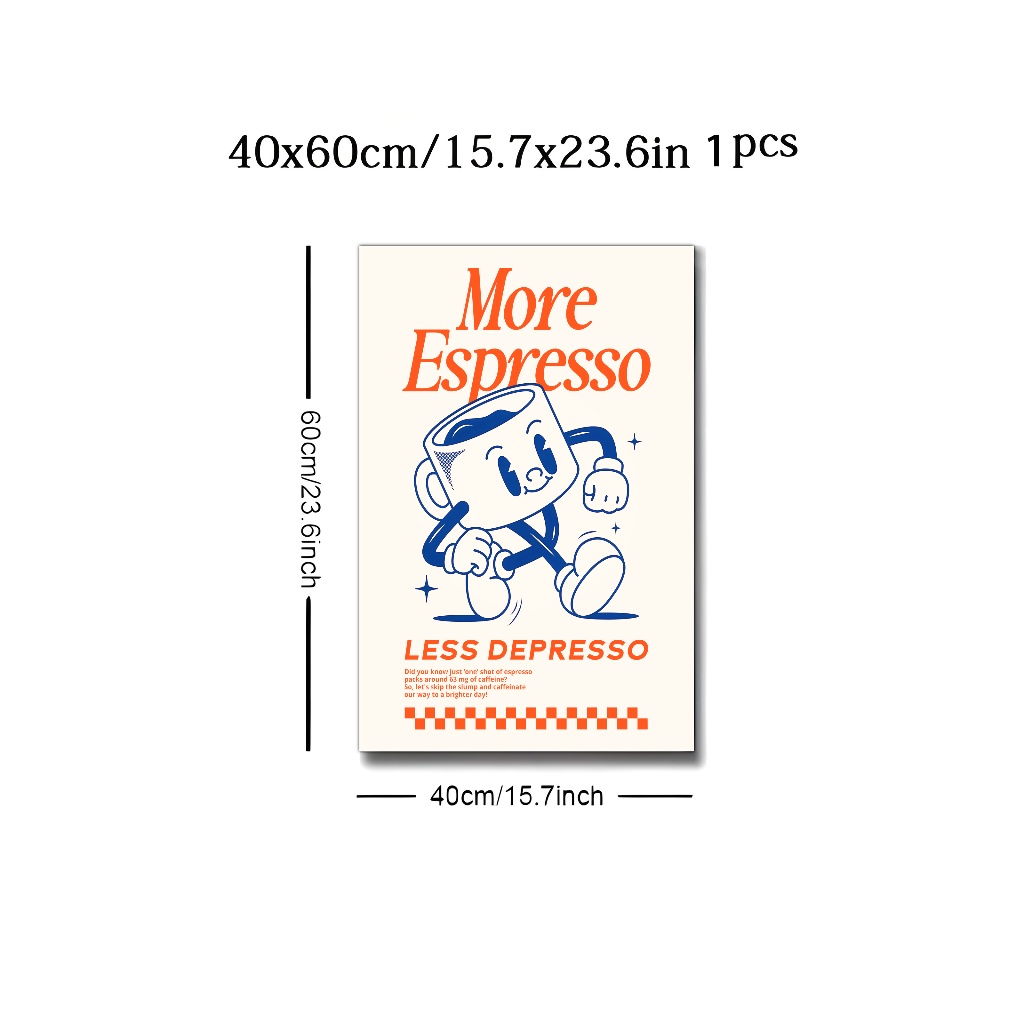 40x60cm/15.7x23.6in 1pcs
More
Espresso
60cm/23.6inch
LESS DEPRESSO
Did you know just 'one' shot of espresso
packs around 63 mg of caffeine?
So, let's skip the slump and caffeinate
our way to a brighter day!
40cm/15.7inch